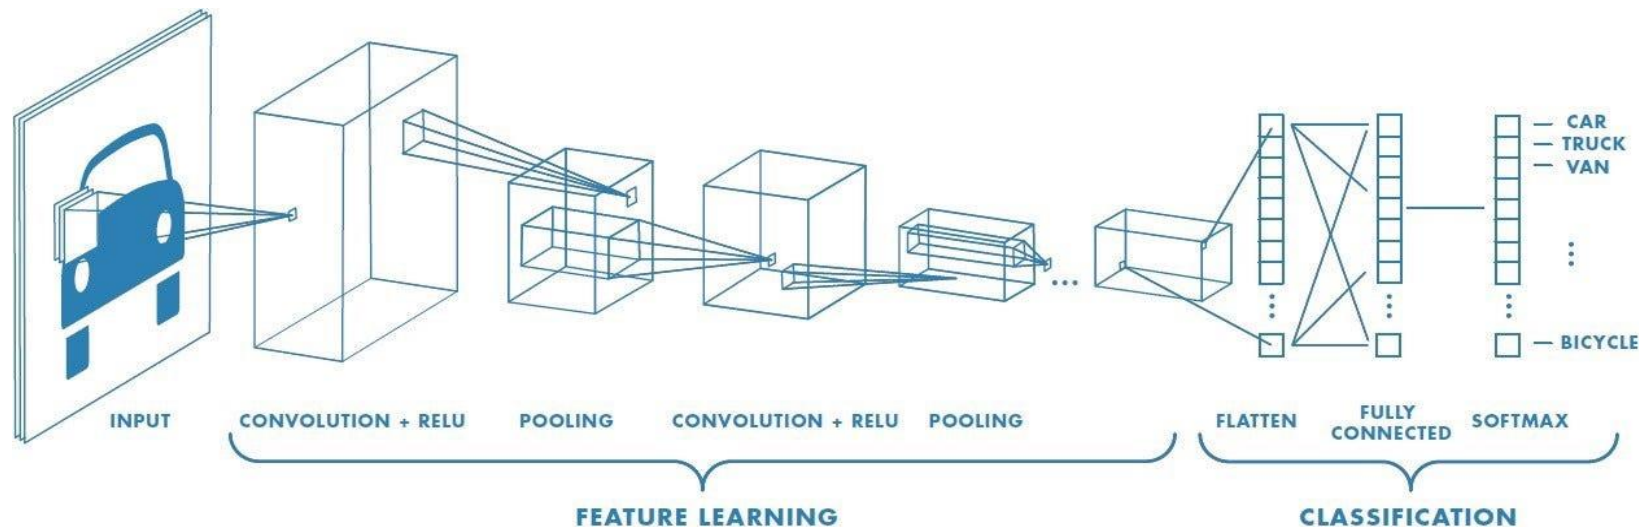 CAR
TRUCK
VAN
BICYCLE
INPUT
CONVOLUTION + RELU
POOLING
CONVOLUTION + RELU
POOLING
FLATTEN
FULLY
CONNECTED
SOFTMAX
FEATURE LEARNING
CLASSIFICATION